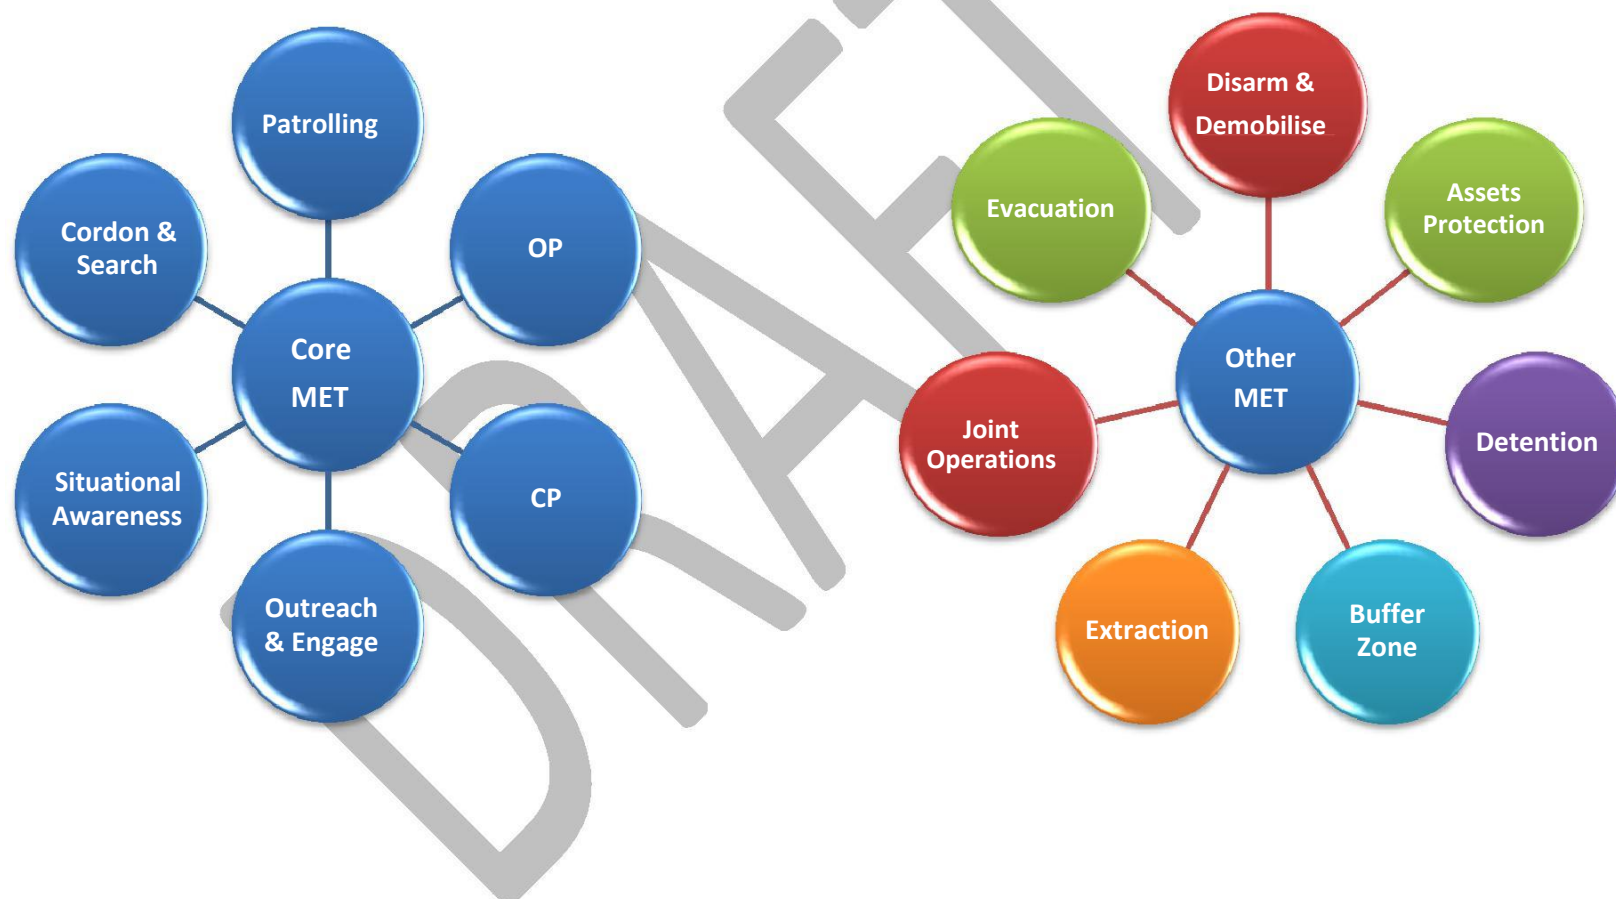 Patrolling
OP
CP
Outreach
& Engage
Situational
Awareness
Cordon &
Search
Core
MET
Disarm &
Demobilise
Assets
Protection
Detention
Buffer
Zone
Extraction
Joint
Operations
Evacuation
Other
MET
DRAFT